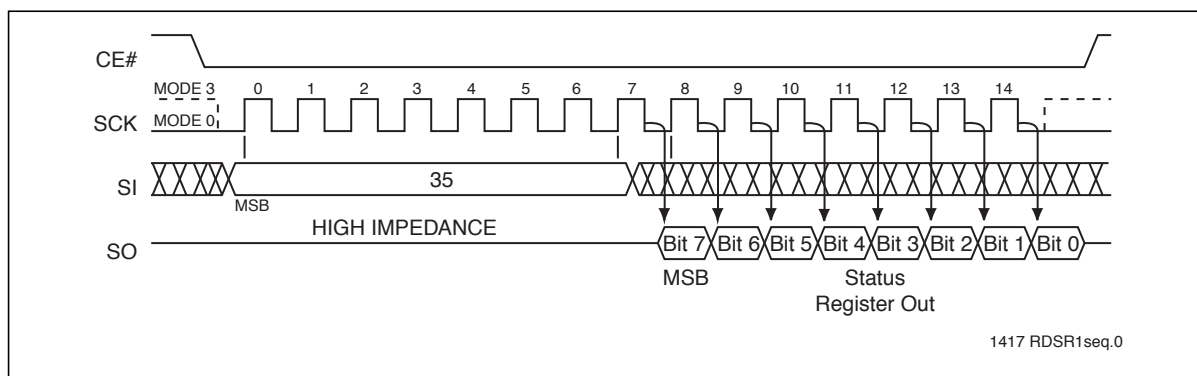 CE#
MODE 3 0 1 2 3 4 5 6 7 8 9 10 11 12 13 14
SCK MODE 0
SI 35
MSB
HIGH IMPEDANCE
SO Bit 7 Bit 6 Bit 5 Bit 4 Bit 3 Bit 2 Bit 1 Bit 0
MSB Status
Register Out
1417 RDSR1seq.0